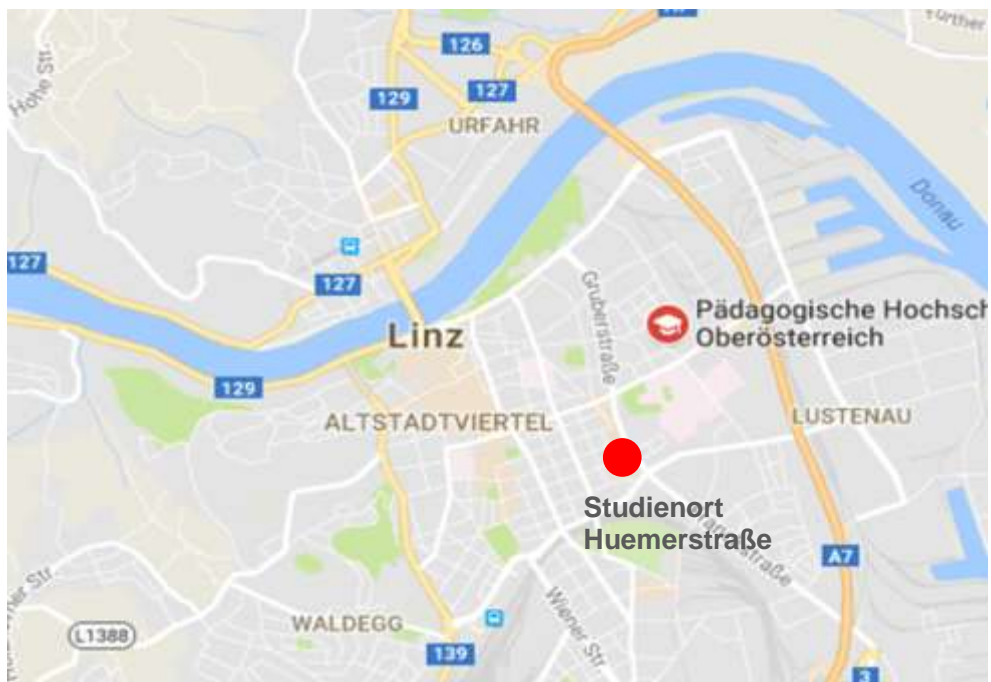 126
127
129
URFAHR
Hohe Str.
Donau
127
127
Gruberstraße
Pädagogische Hochsch
Oberösterreich
Linz
129
ALTSTADTVIERTEL
LUSTENAU
Studienort
Huemerstraße
A7
Wiener Str.
WALDEGG
L1388
139
3